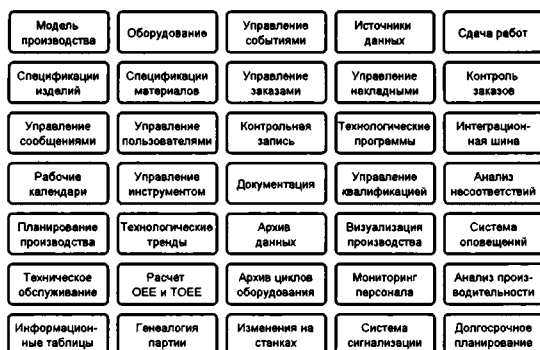 Модель
производства
Оборудование
Управление
событиями
Источники
данных
Сдача работ
Спецификации
изделий
Спецификации
материалов
Управление
заказами
Управление
накладными
Контроль
заказов
Управление
сообщениями
Управление
пользователями
Контрольная
запись
Технологические
программы
Интеграцион-
ная шина
Рабочие
календари
Управление
инструментом
Документация
Управление
квалификацией
Анализ
несоответствий
Планирование
производства
Технологические
тренды
Архив
данных
Визуализация
производства
Система
оповещений
Техническое
обслуживание
Расчет
OEE и TOEE
Архив циклов
оборудования
Мониторинг
персонала
Анализ произ-
водительности
Информацион-
ные таблицы
Генеалогия
партии
Изменения на
станках
Система
сигнализации
Долгосрочное
планирование